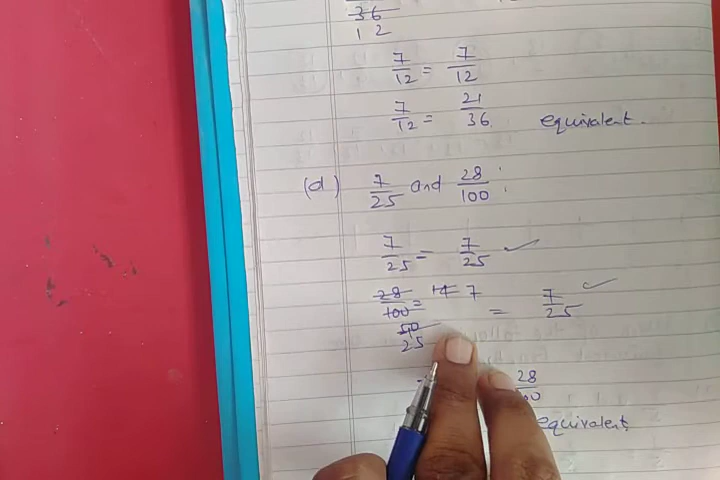 36
12
7/12 = 7/12
7/12 = 21/36 equivalent.
(d) 7/25 and 28/100 :
7/25 = 7/25 ✓
28/100 = 14 7 = 7/25 ✓
50
25
28
equivalent.